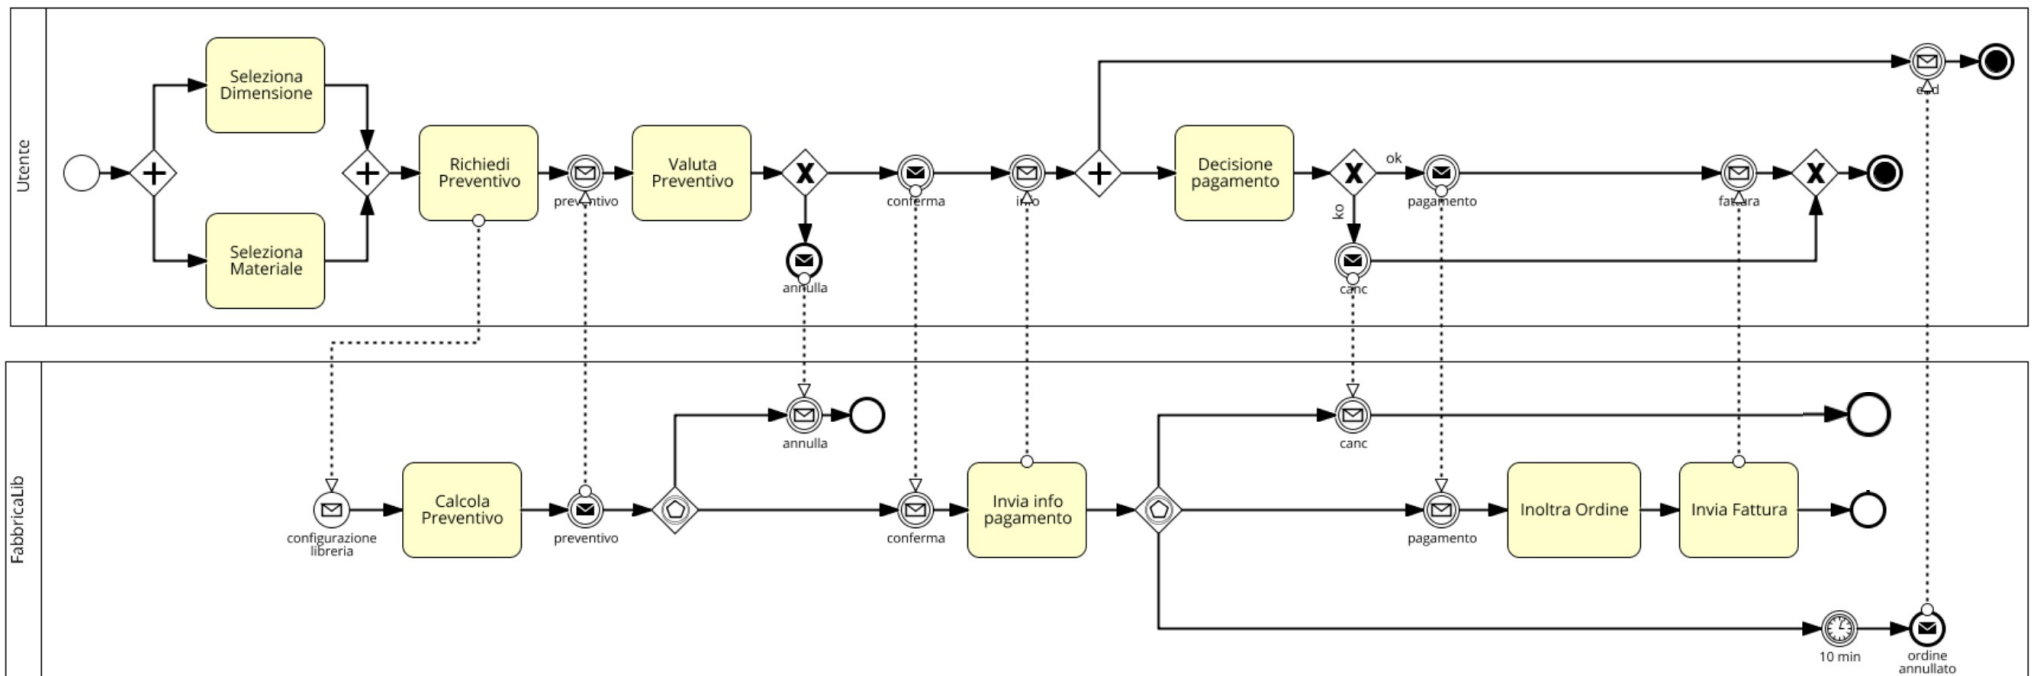 Utente
Seleziona
Dimensione
Seleziona
Materiale
Richiedi
Preventivo
preventivo
Valuta
Preventivo
annulla
conferma
info
Decisione
pagamento
ok
ko
canc
pagamento
fattura
end
FabbricaLib
configurazione
libreria
Calcola
Preventivo
preventivo
annulla
conferma
Invia info
pagamento
canc
pagamento
Inoltra Ordine
Invia Fattura
10 min
ordine
annullato